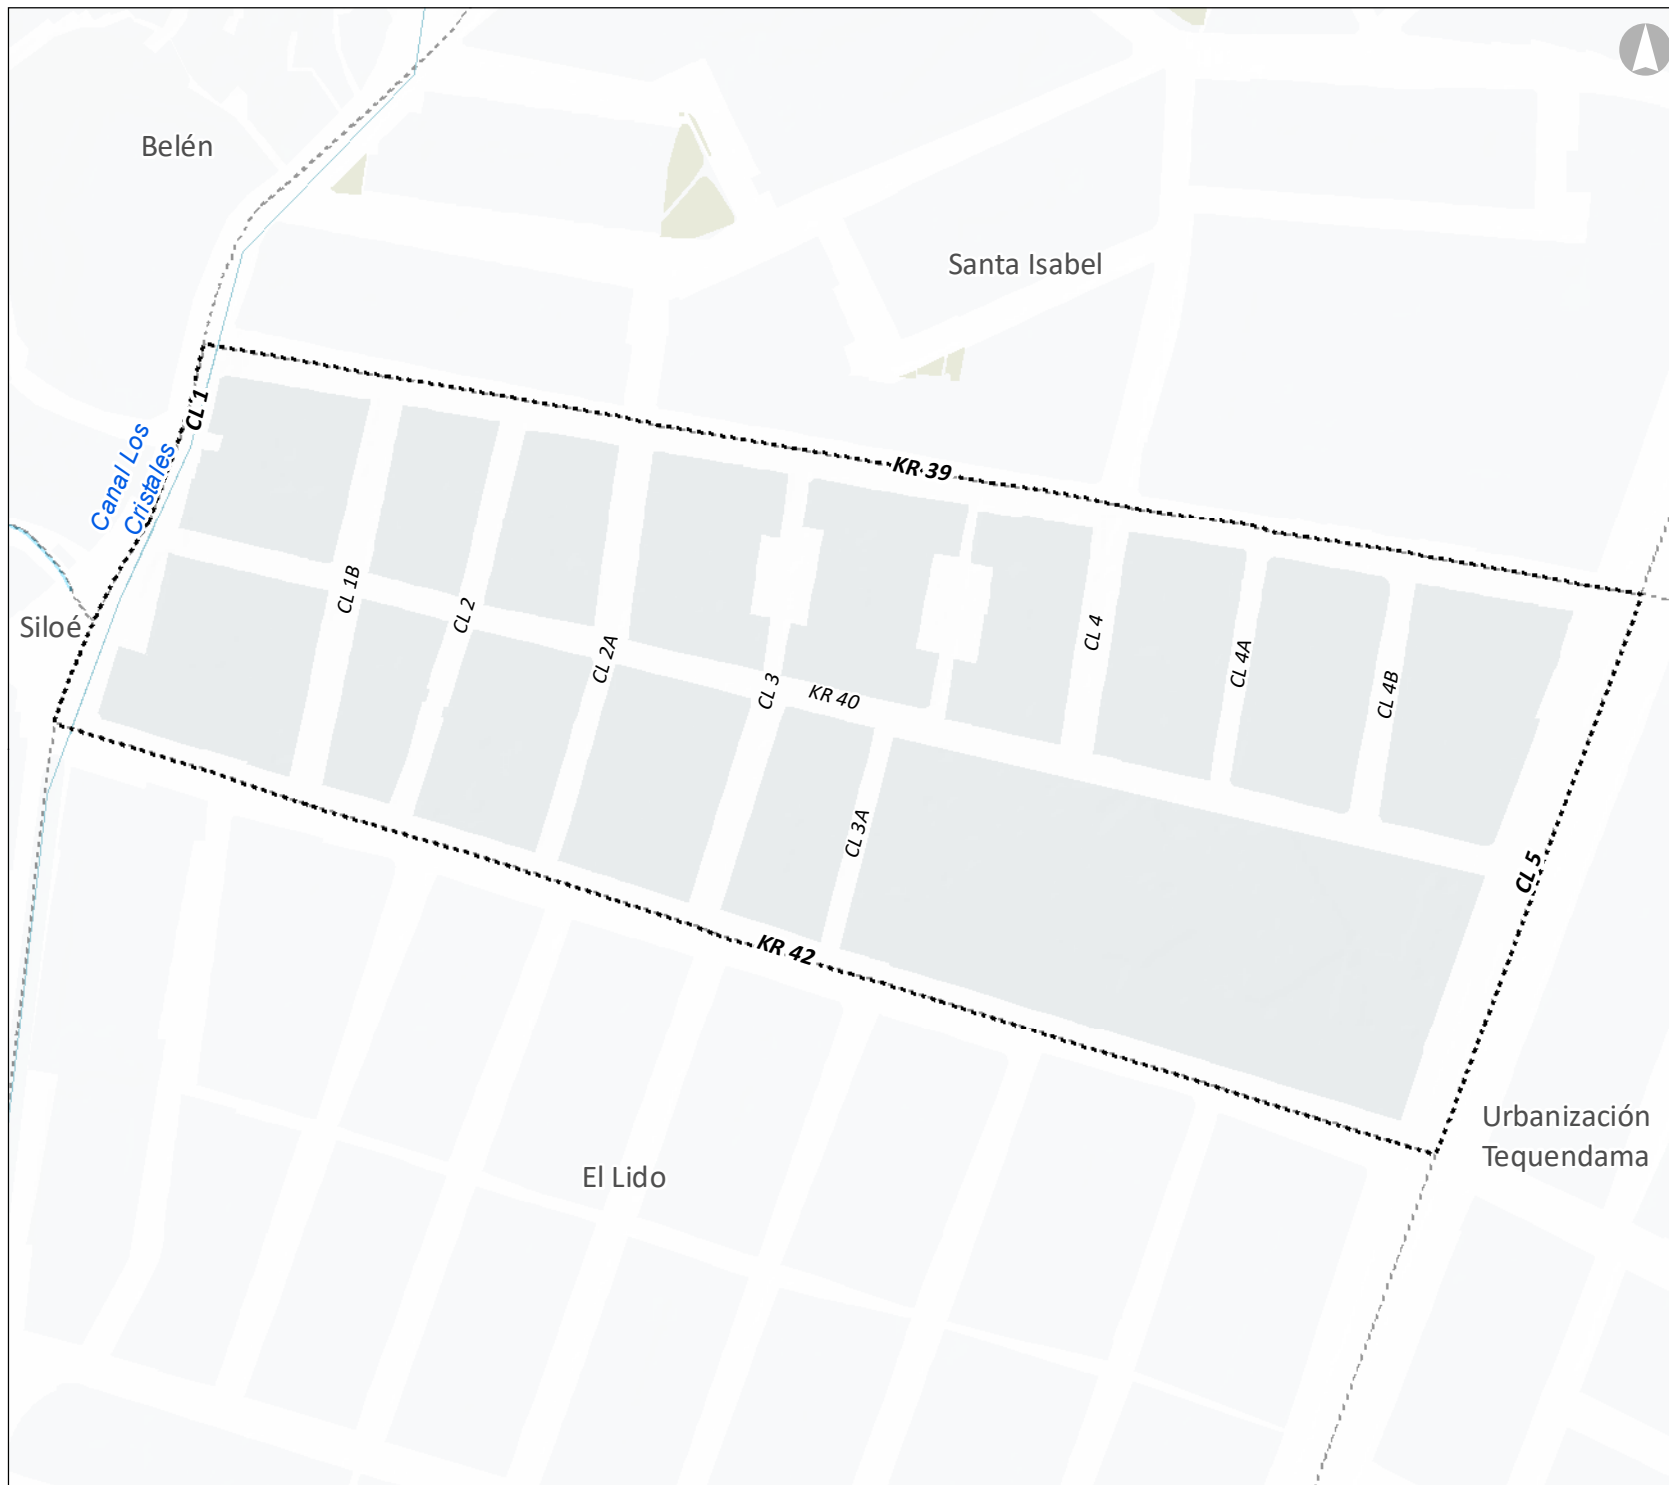 Belén
Santa Isabel
CL 1
Canal Los
Cristales
KR 39
Siloé
CL 1B
CL 2
CL 2A
CL 3
KR 40
CL 4
CL 4A
CL 4B
CL 3A
CL 5
KR 42
Urbanización
Tequendama
El Lido